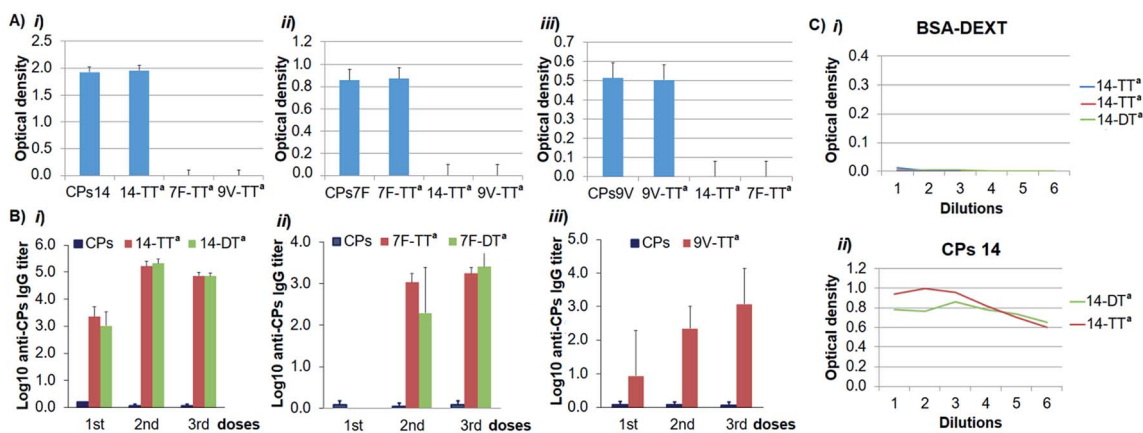 A) i)
Optical density
2.5
2.0
1.5
1.0
0.5
0.0
CPs14 14-TTᵃ 7F-TTᵃ 9V-TTᵃ
ii)
Optical density
1.2
1.0
0.8
0.6
0.4
0.2
0.0
CPs7F 7F-TTᵃ 14-TTᵃ 9V-TTᵃ
iii)
Optical density
0.7
0.6
0.5
0.4
0.3
0.2
0.1
0.0
CPs9V 9V-TTᵃ 14-TTᵃ 7F-TTᵃ
B) i)
CPs 14-TTᵃ 14-DTᵃ
Log10 anti-CPs IgG titer
6.0
5.0
4.0
3.0
2.0
1.0
0.0
1st 2nd 3rd doses
ii)
CPs 7F-TTᵃ 7F-DTᵃ
Log10 anti-CPs IgG titer
4.0
3.0
2.0
1.0
0.0
1st 2nd 3rd doses
iii)
CPs 9V-TTᵃ
Log10 anti-CPs IgG titer
5.0
4.0
3.0
2.0
1.0
0.0
1st 2nd 3rd doses
C) i) BSA-DEXT
Optical density
0.4
0.3
0.2
0.1
0.0
1 2 3 4 5 6
Dilutions
14-TTᵃ
14-TTᵃ
14-DTᵃ
ii) CPs 14
Optical density
1.2
1.0
0.8
0.6
0.4
0.2
0.0
1 2 3 4 5 6
Dilutions
14-DTᵃ
14-TTᵃ